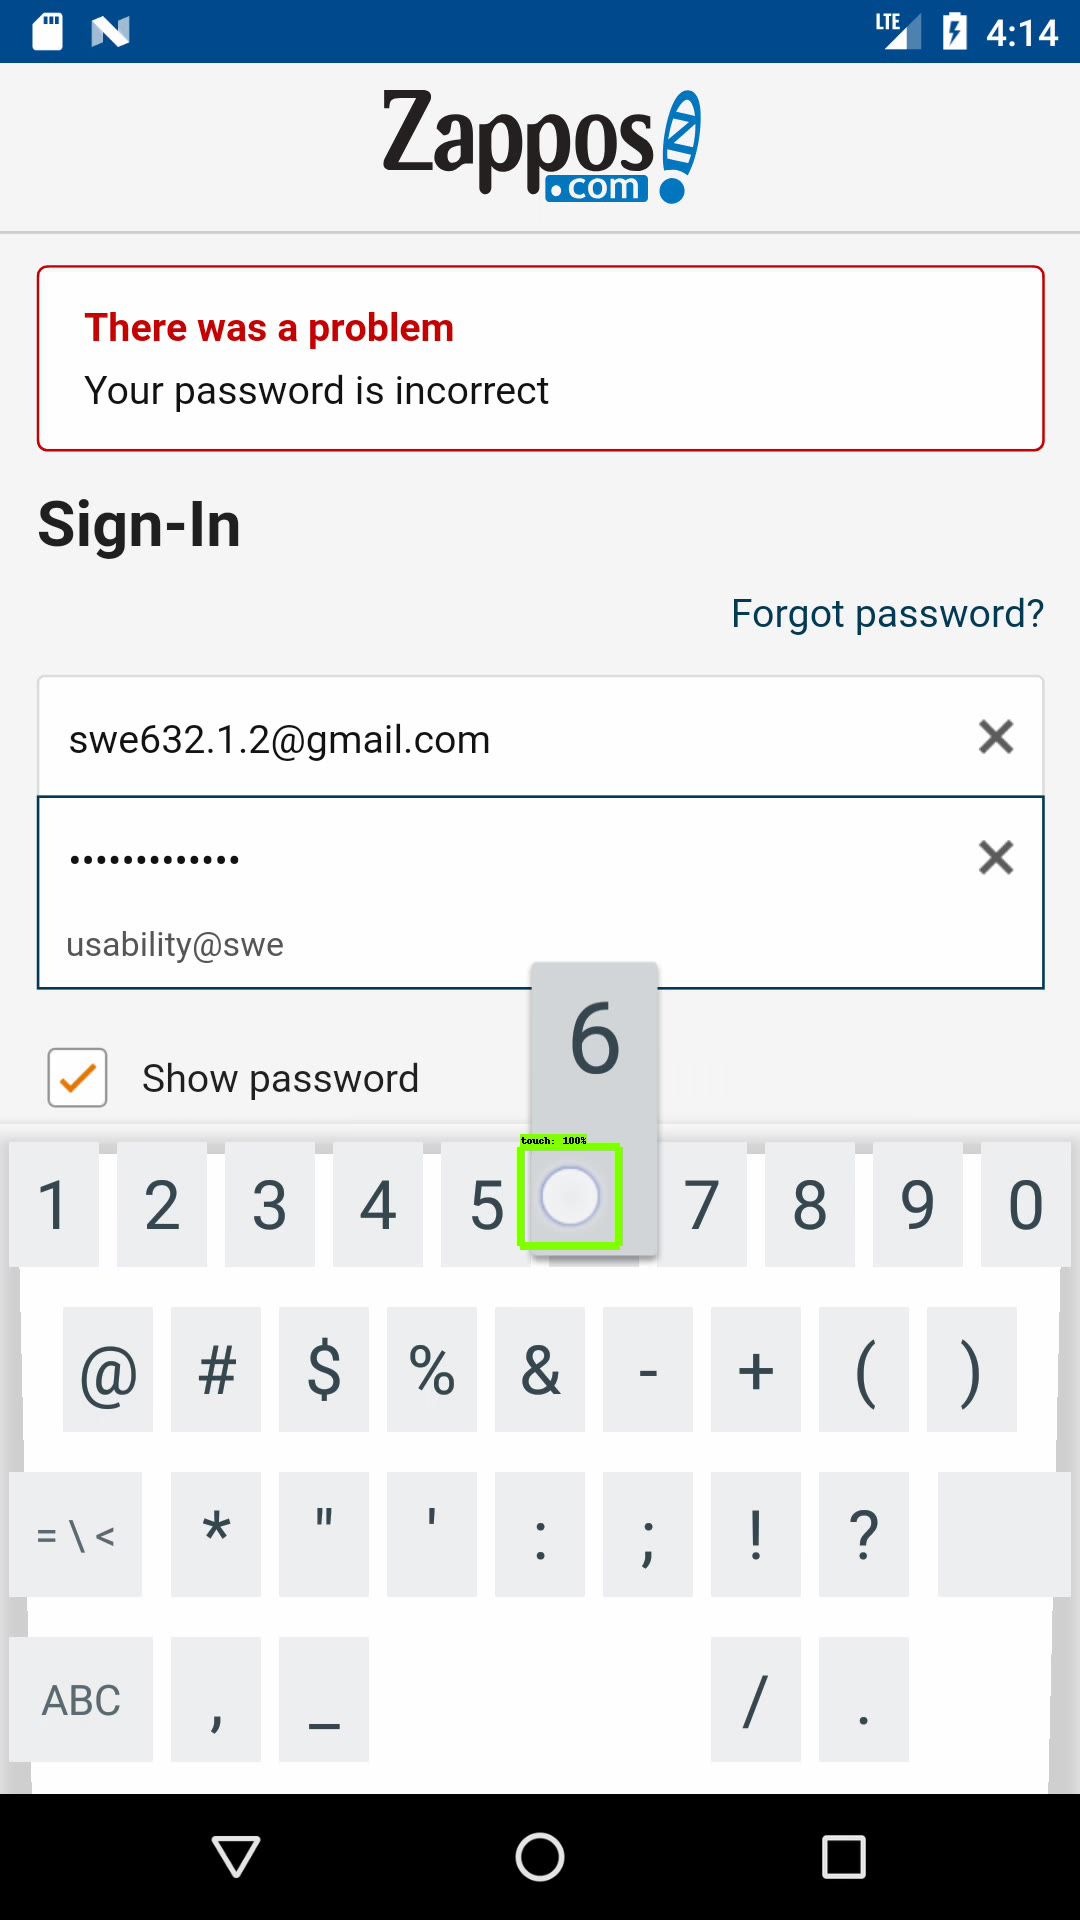 LTE 4:14
Zappos
.com
There was a problem
Your password is incorrect
Sign-In
Forgot password?
swe632.1.2@gmail.com
•••••••••••••
usability@swe
6
Show password
touch: 100%
1 2 3 4 5 7 8 9 0
@ # $ % & - + ( )
= \ < * " ' : ; ! ?
ABC , _ / .